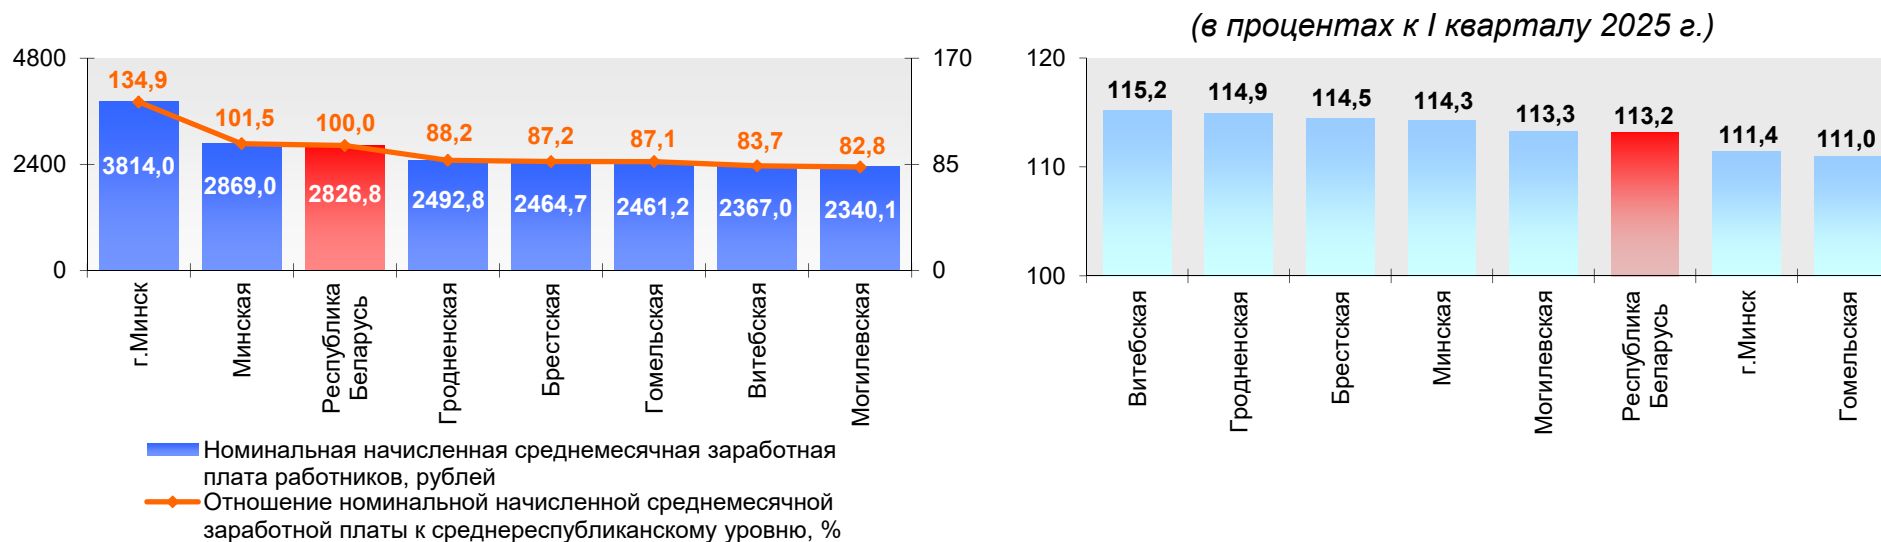 4800
2400
0
170
85
0
134,9
101,5
100,0
88,2
87,2
87,1
83,7
82,8
3814,0
2869,0
2826,8
2492,8
2464,7
2461,2
2367,0
2340,1
г.Минск
Минская
Республика
Беларусь
Гродненская
Брестская
Гомельская
Витебская
Могилевская
Номинальная начисленная среднемесячная заработная
плата работников, рублей
Отношение номинальной начисленной среднемесячной
заработной платы к среднереспубликанскому уровню, %
(в процентах к I кварталу 2025 г.)
120
110
100
115,2
114,9
114,5
114,3
113,3
113,2
111,4
111,0
Витебская
Гродненская
Брестская
Минская
Могилевская
Республика
Беларусь
г.Минск
Гомельская